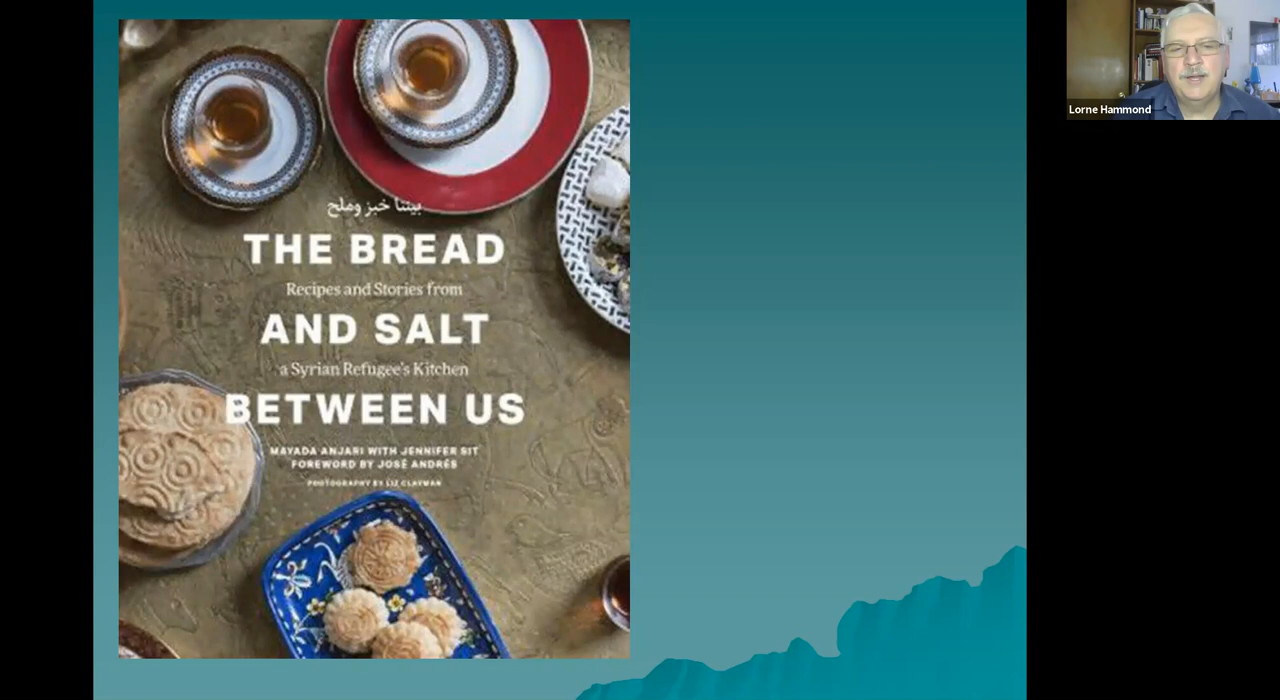 بيننا خبز وملح
THE BREAD
Recipes and Stories from
AND SALT
a Syrian Refugee's Kitchen
BETWEEN US
MAYADA ANJARI WITH JENNIFER SIT
FOREWORD BY JOSÉ ANDRÉS
PHOTOGRAPHY BY LIZ CLAYMAN
Lorne Hammond